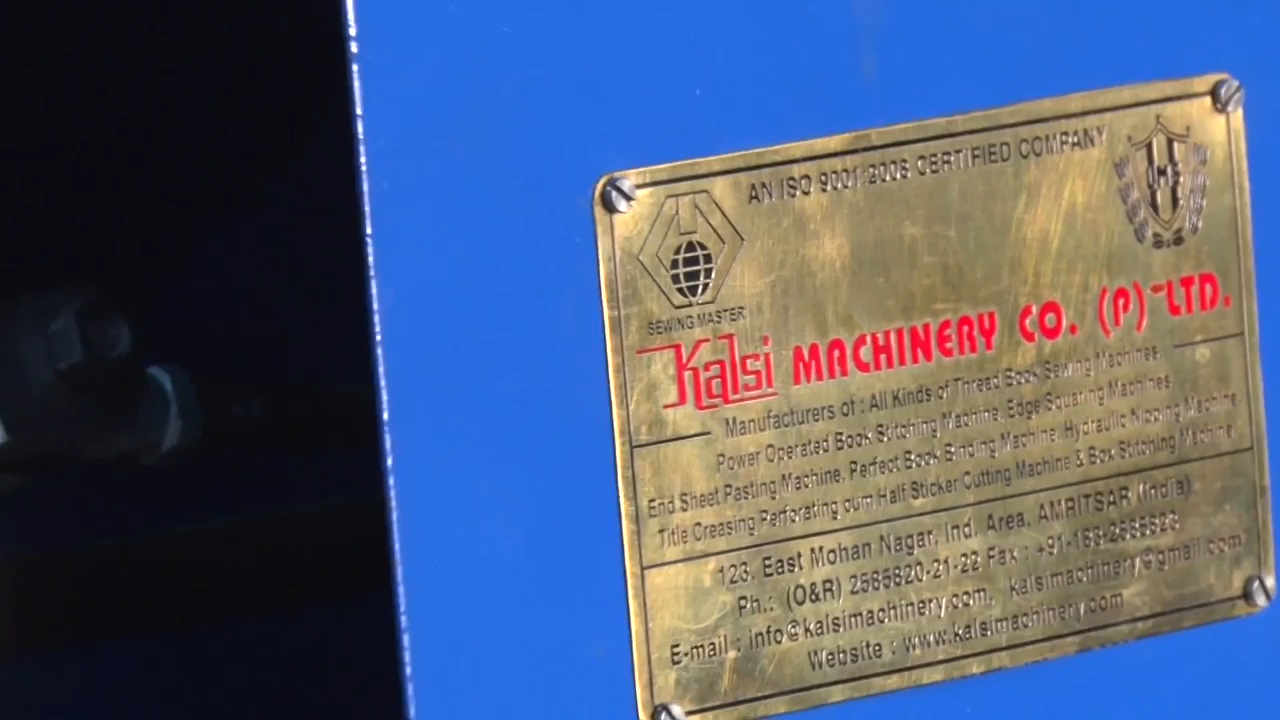 AN ISO 9001:2008 CERTIFIED COMPANY
SEWING MASTER
Kalsi MACHINERY CO. (P) LTD.
Manufacturers of : All Kinds of Thread Book Sewing Machines,
Power Operated Book Stitching Machine, Edge Squaring Machines,
End Sheet Pasting Machine, Perfect Book Binding Machine, Hydraulic Nipping Machine
Title Creasing Perforating cum Half Sticker Cutting Machine & Box Stitching Machine,
123, East Mohan Nagar, Ind. Area, AMRITSAR (India)
Ph.: (O&R) 2585820-21-22 Fax : +91-183-2585823
E-mail : info@kalsimachinery.com, kalsimachinery@gmail.com
Website : www.kalsimachinery.com